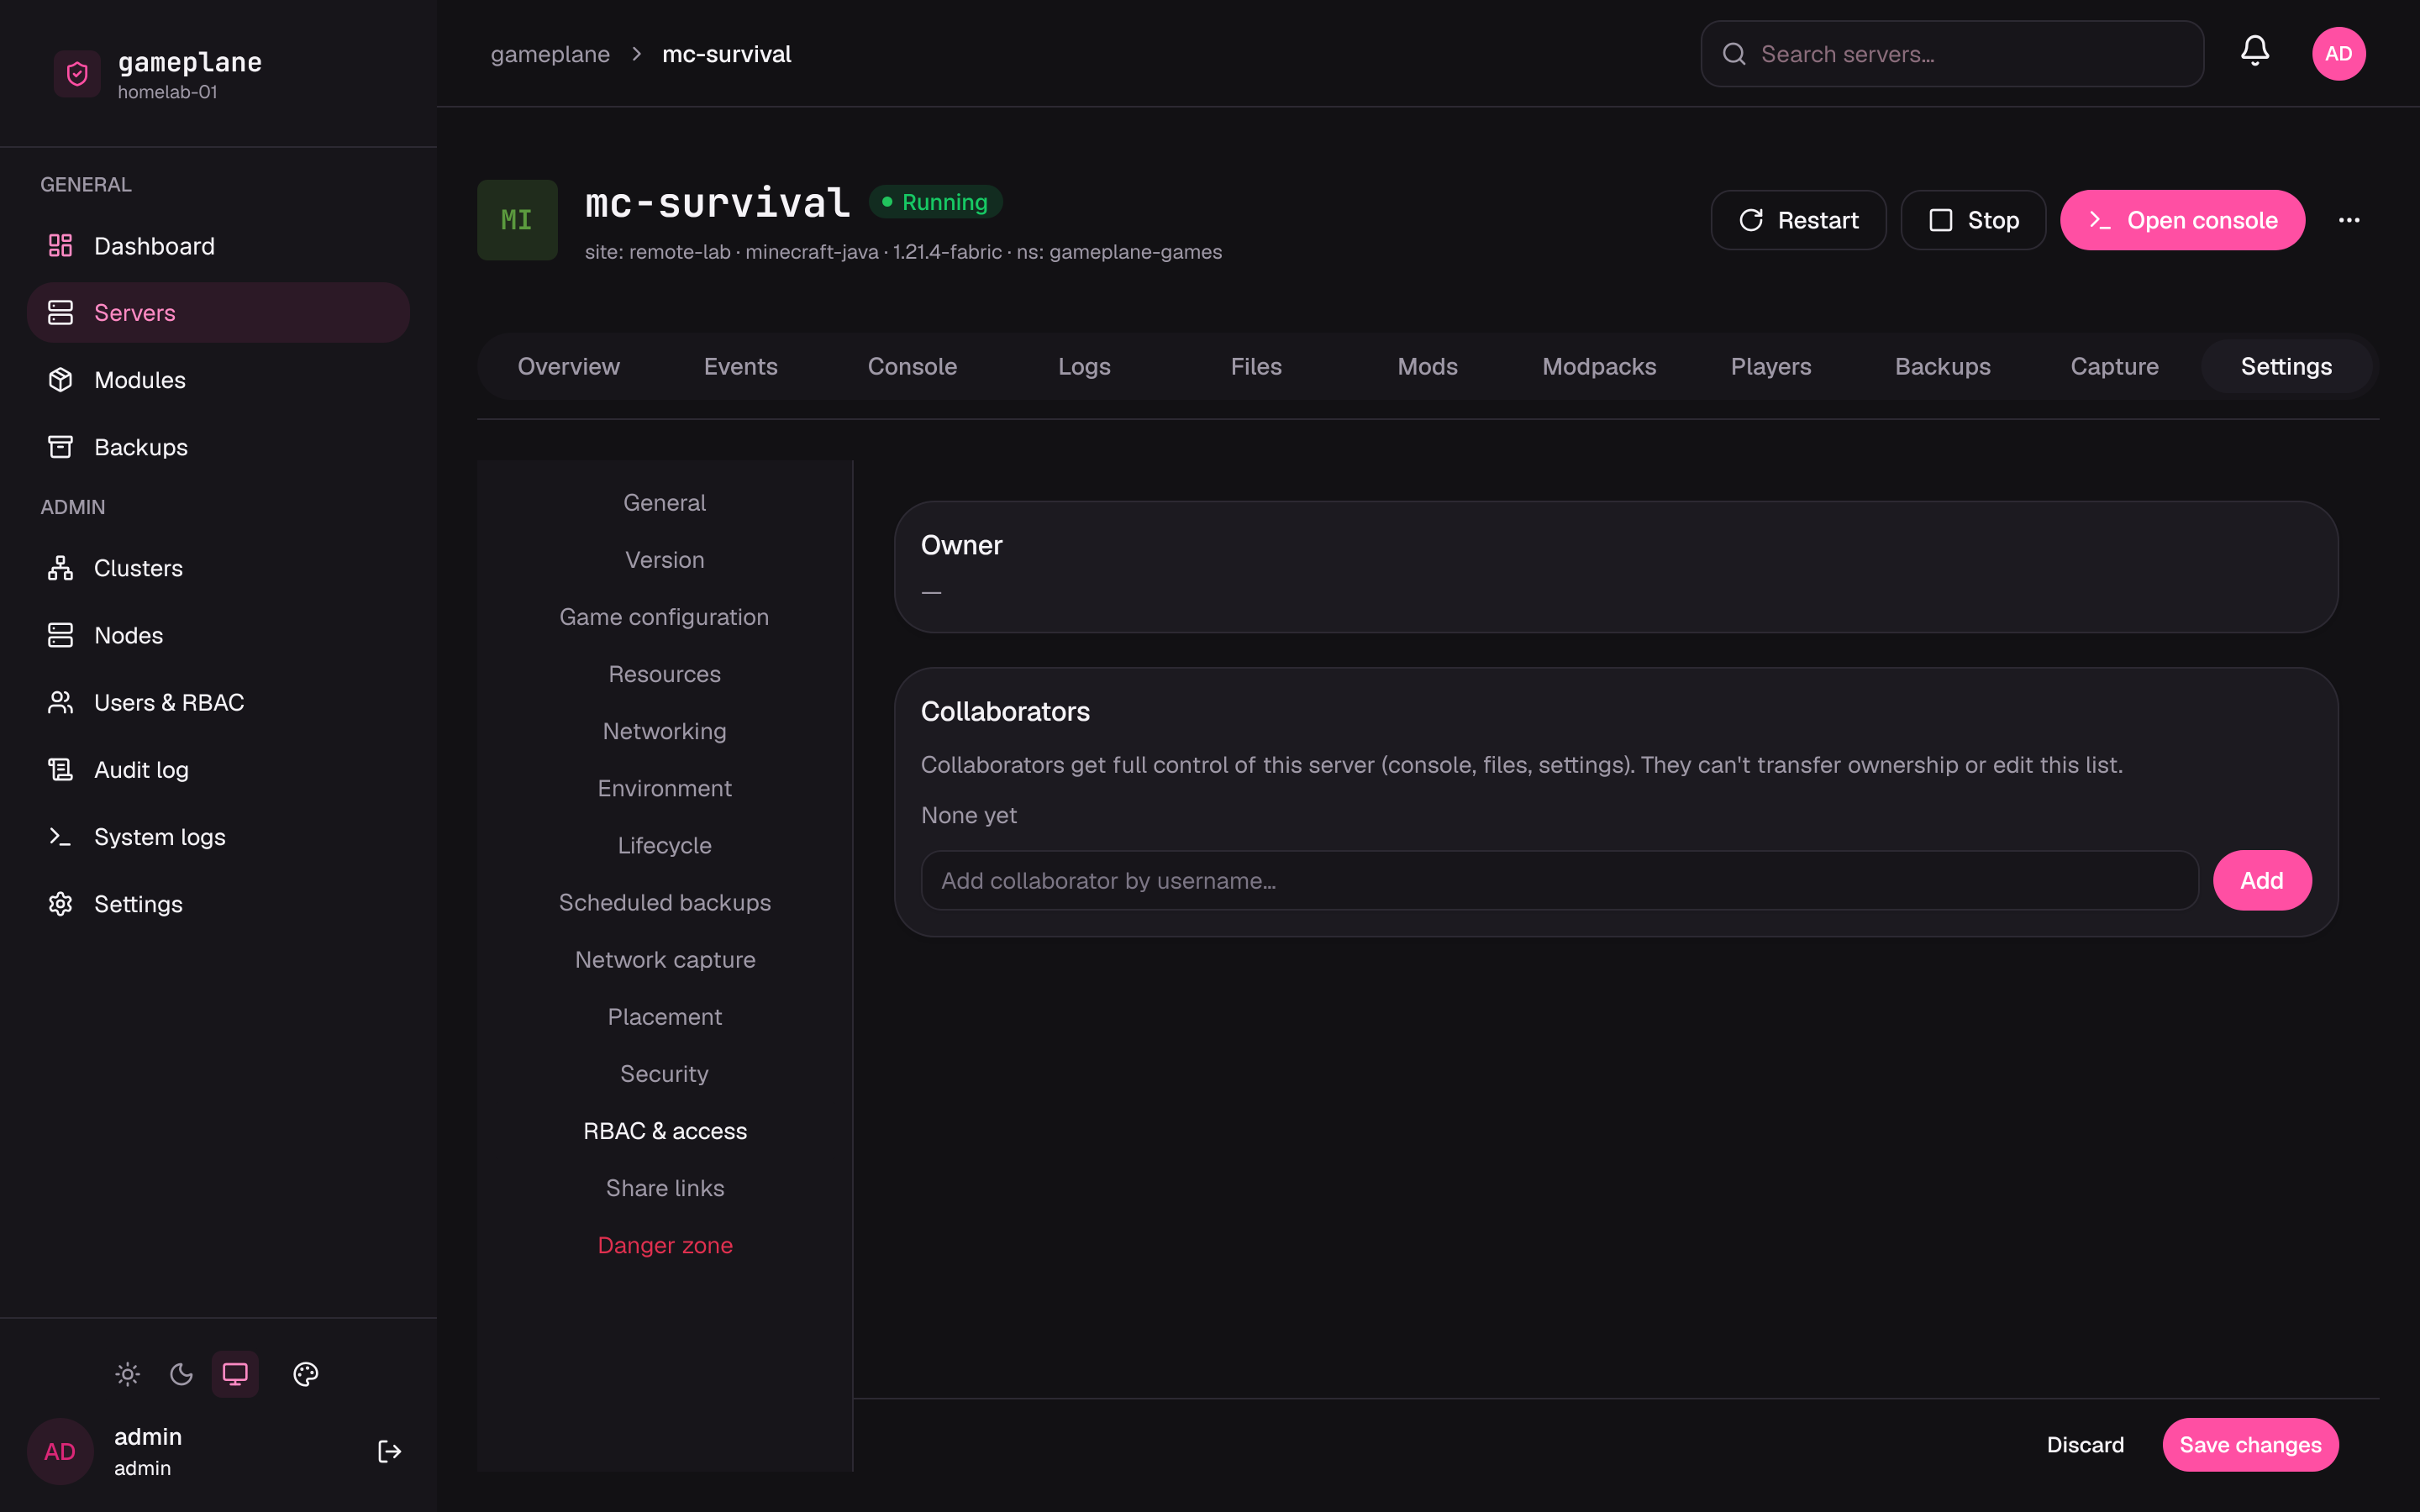 gameplane
homelab-01
GENERAL
Dashboard
Servers
Modules
Backups
ADMIN
Clusters
Nodes
Users & RBAC
Audit log
System logs
Settings
AD
admin
admin
gameplane > mc-survival
Search servers...
AD
MI
mc-survival
Running
site: remote-lab · minecraft-java · 1.21.4-fabric · ns: gameplane-games
Restart
Stop
Open console
Overview
Events
Console
Logs
Files
Mods
Modpacks
Players
Backups
Capture
Settings
General
Version
Game configuration
Resources
Networking
Environment
Lifecycle
Scheduled backups
Network capture
Placement
Security
RBAC & access
Share links
Danger zone
Owner
—
Collaborators
Collaborators get full control of this server (console, files, settings). They can't transfer ownership or edit this list.
None yet
Add collaborator by username...
Add
Discard
Save changes